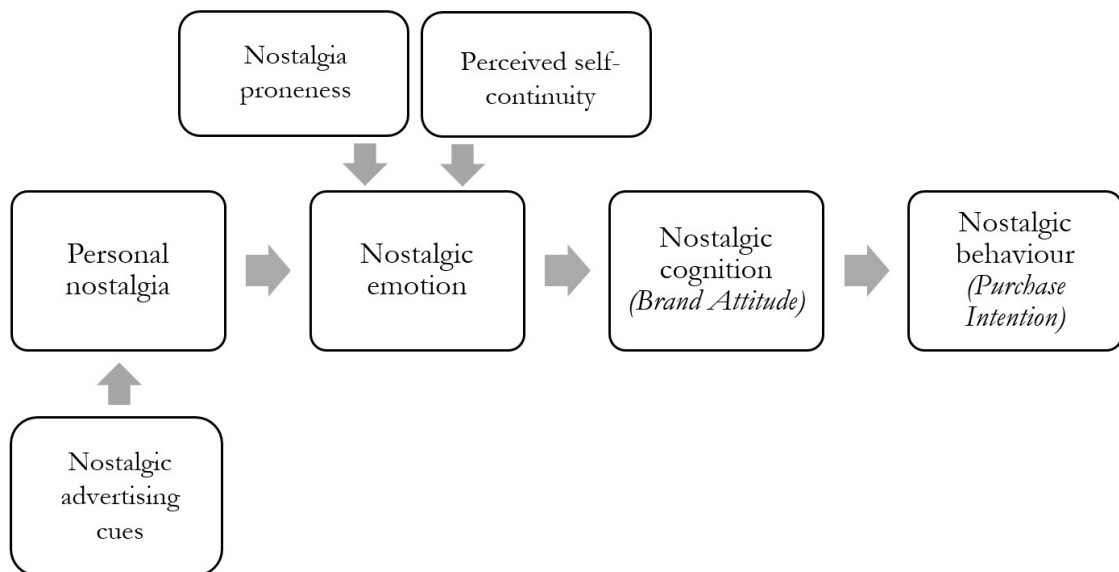 Nostalgia
proneness
Perceived self-
continuity
Personal
nostalgia
Nostalgic
emotion
Nostalgic
cognition
(Brand Attitude)
Nostalgic
behaviour
(Purchase
Intention)
Nostalgic
advertising
cues